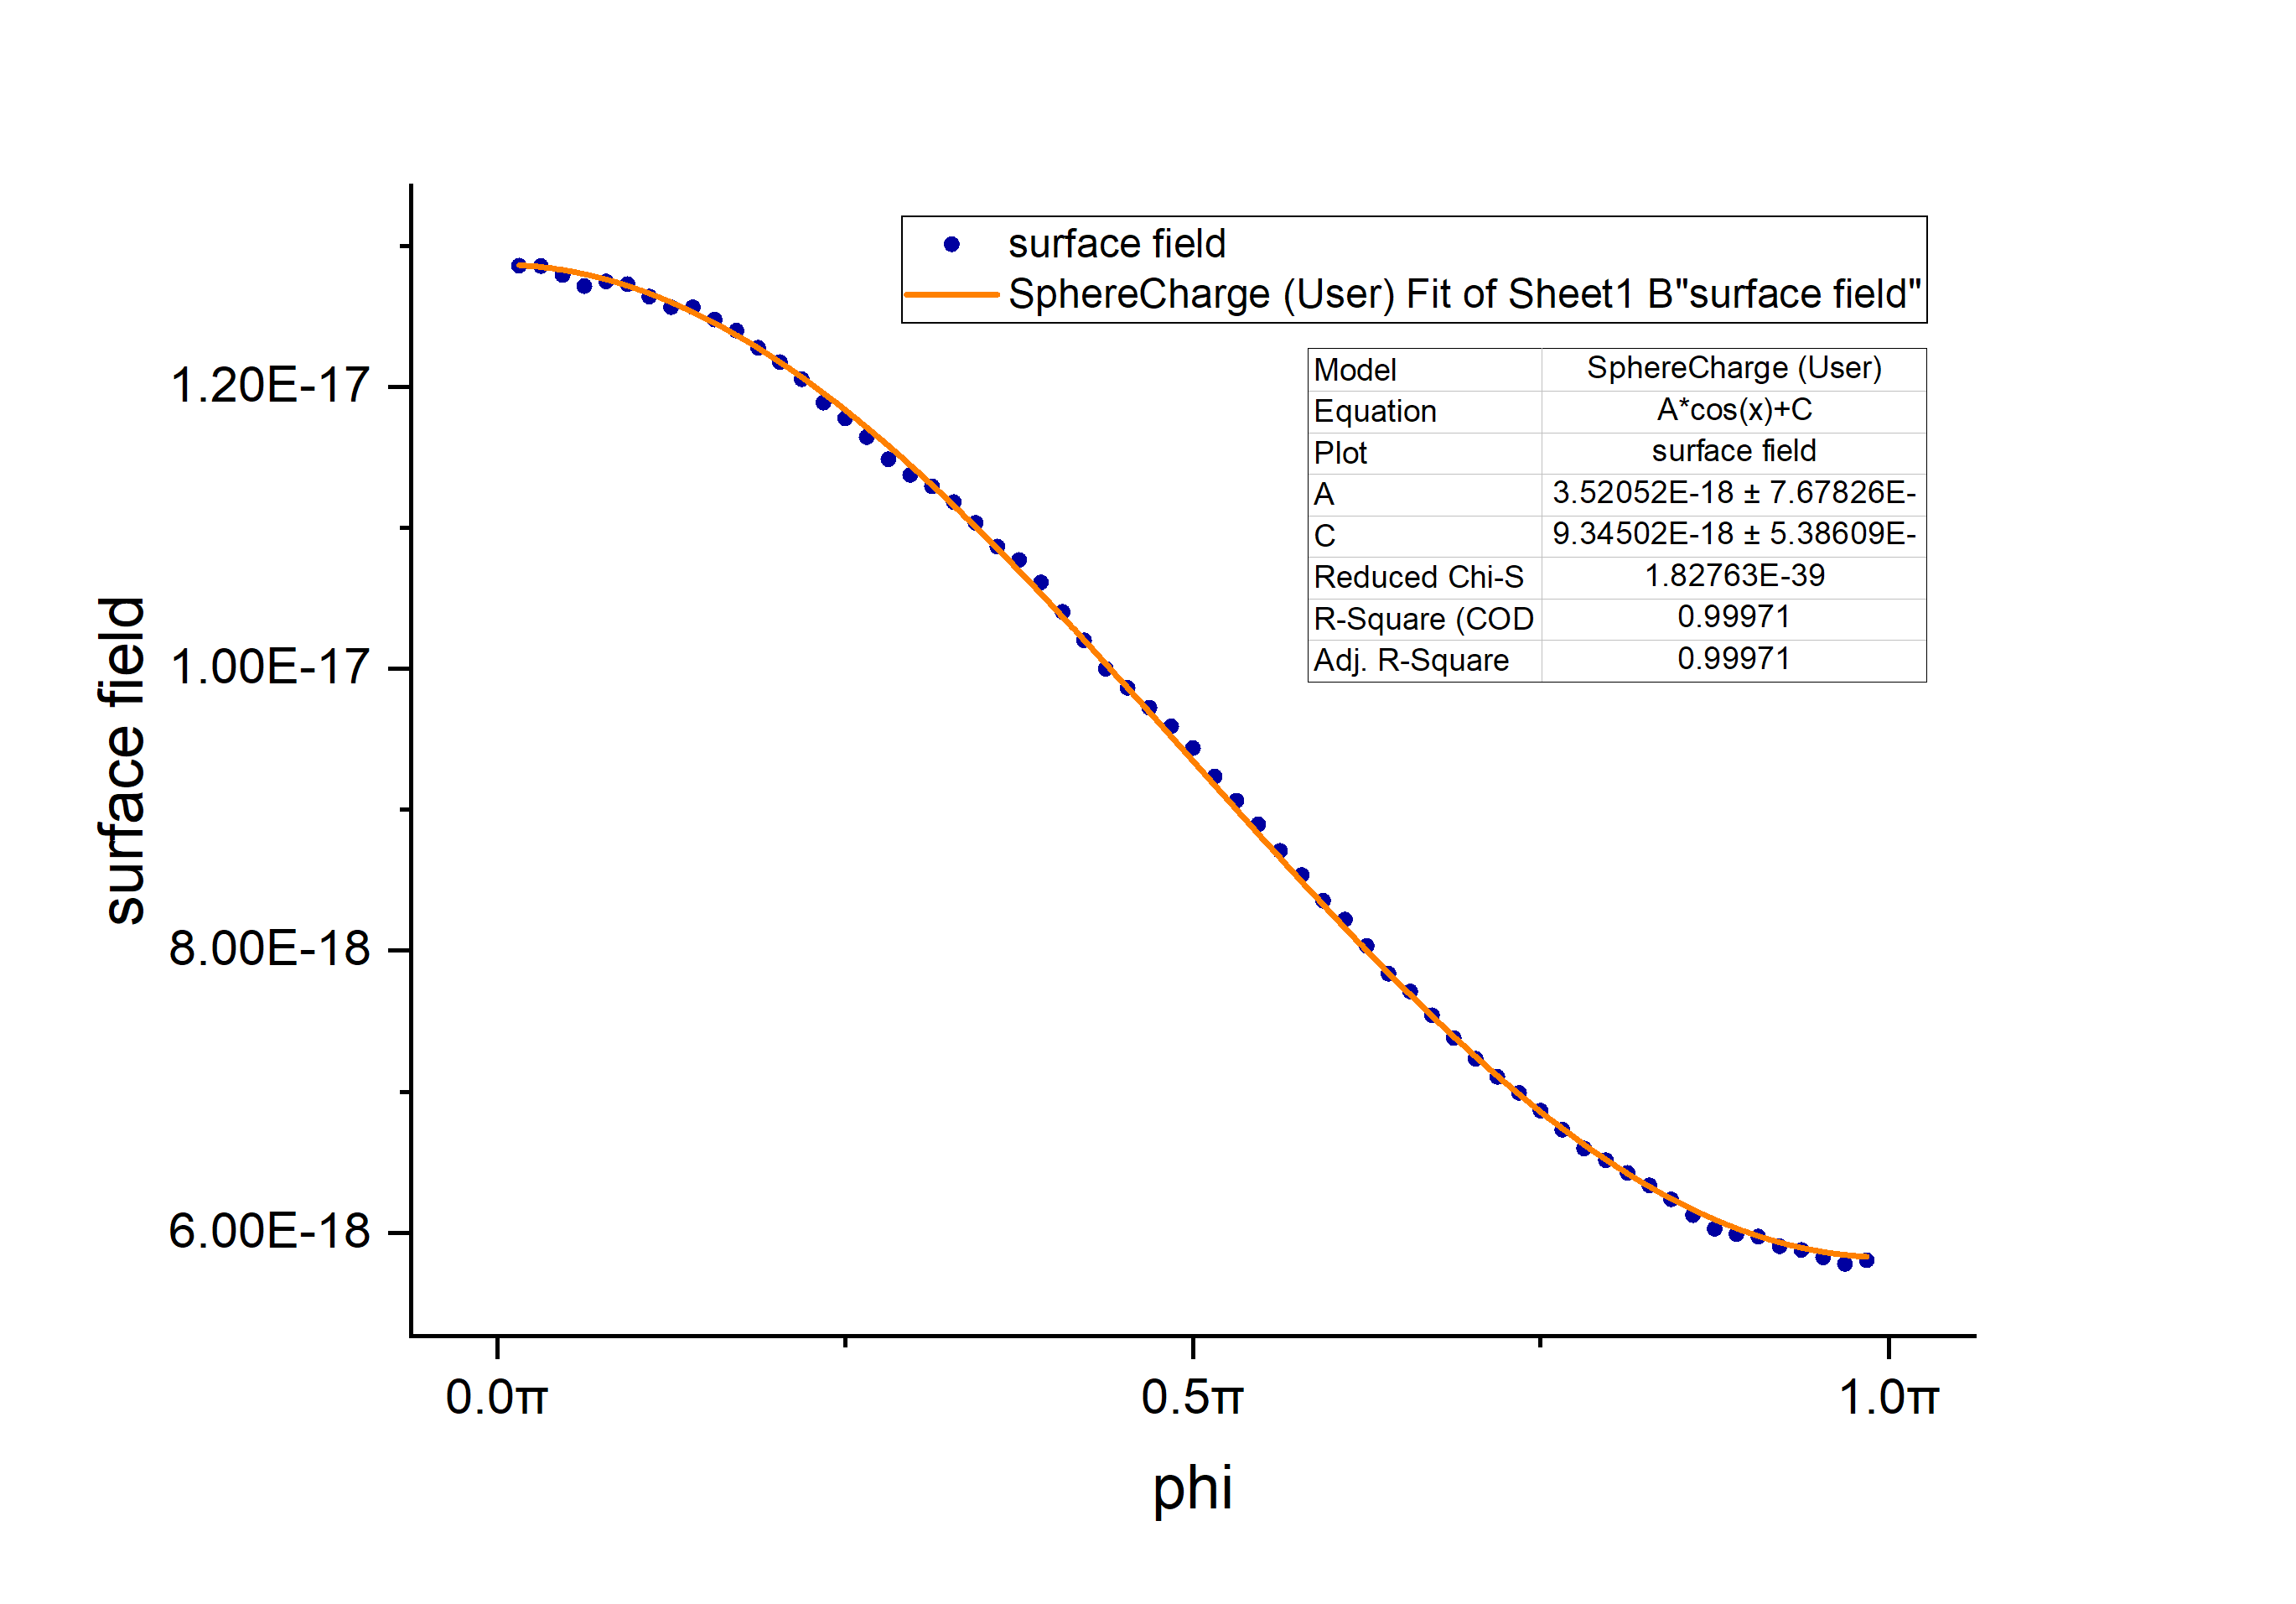 surface field
SphereCharge (User) Fit of Sheet1 B"surface field"
Model SphereCharge (User)
Equation A*cos(x)+C
Plot surface field
A 3.52052E-18 ± 7.67826E-
C 9.34502E-18 ± 5.38609E-
Reduced Chi-S 1.82763E-39
R-Square (COD 0.99971
Adj. R-Square 0.99971
1.20E-17
1.00E-17
8.00E-18
6.00E-18
surface field
0.0π 0.5π 1.0π
phi